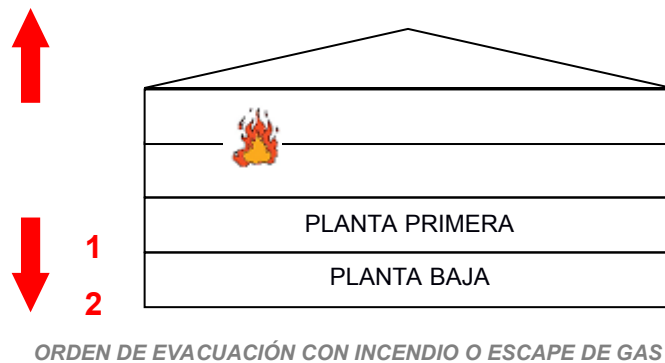 PLANTA PRIMERA
1
PLANTA BAJA
2
ORDEN DE EVACUACIÓN CON INCENDIO O ESCAPE DE GAS